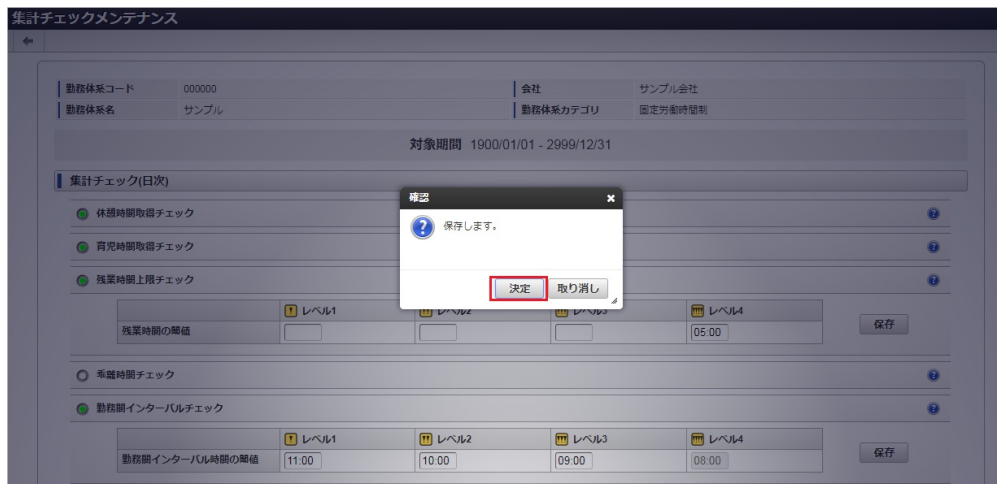 集計チェックメンテナンス
勤務体系コード 000000 会社 サンプル会社
勤務体系名 サンプル 勤務体系カテゴリ 固定労働時間制
対象期間 1900/01/01 - 2999/12/31
集計チェック(日次)
確認
休憩時間取得チェック
保存します。
育児時間取得チェック
残業時間上限チェック
決定 取り消し
レベル1 レベル2 レベル3 レベル4
残業時間の閾値 05:00 保存
乖離時間チェック
勤務間インターバルチェック
レベル1 レベル2 レベル3 レベル4
勤務間インターバル時間の閾値 11:00 10:00 09:00 08:00 保存